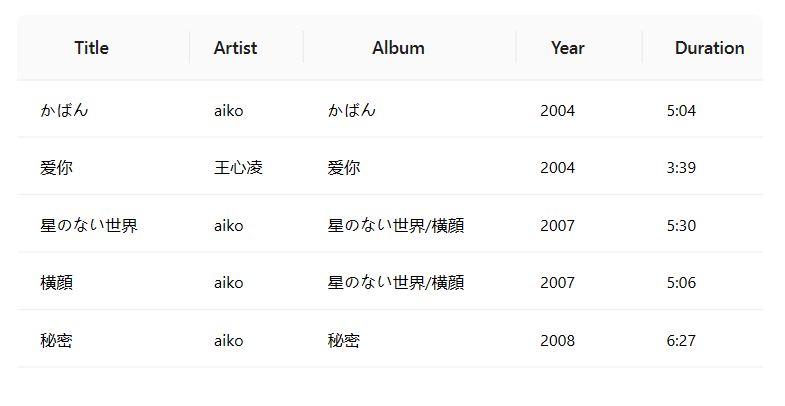 Title Artist Album Year Duration
かばん aiko かばん 2004 5:04
爱你 王心凌 爱你 2004 3:39
星のない世界 aiko 星のない世界/横顔 2007 5:30
横顔 aiko 星のない世界/横顔 2007 5:06
秘密 aiko 秘密 2008 6:27